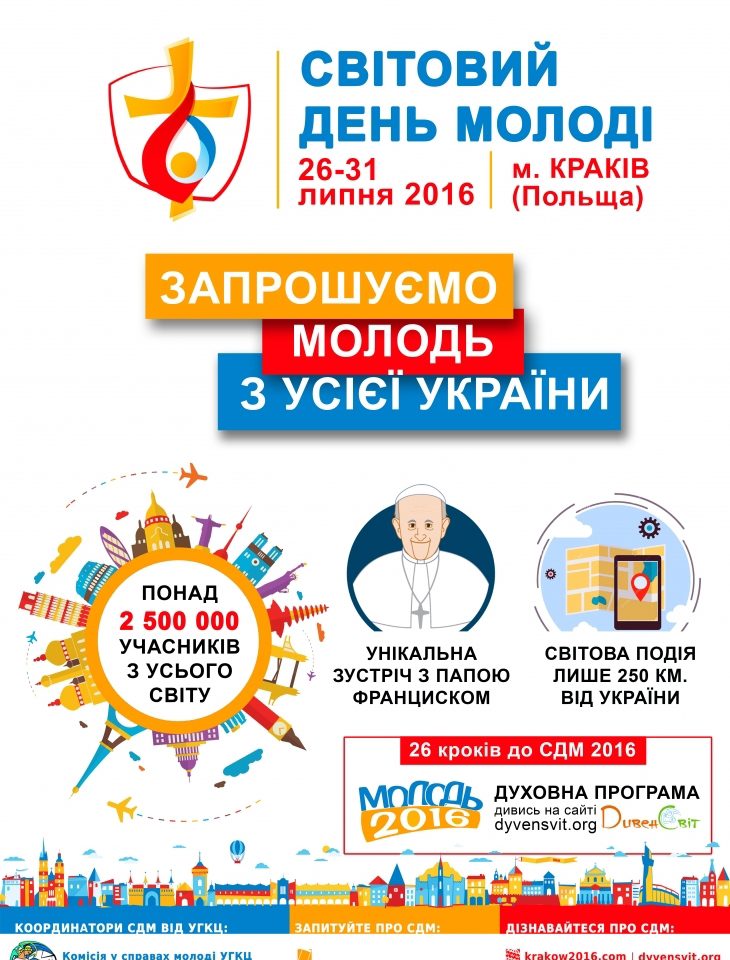 СВІТОВИЙ
ДЕНЬ МОЛОДІ
26-31
липня 2016
м. КРАКІВ
(Польща)
ЗАПРОШУЄМО
МОЛОДЬ
З УСІЄЇ УКРАЇНИ
ПОНАД
2 500 000
УЧАСНИКІВ
З УСЬОГО
СВІТУ
УНІКАЛЬНА
ЗУСТРІЧ З ПАПОЮ
ФРАНЦИСКОМ
СВІТОВА ПОДІЯ
ЛИШЕ 250 КМ.
ВІД УКРАЇНИ
26 кроків до СДМ 2016
МОЛОДЬ
2016
ДУХОВНА ПРОГРАМА
дивись на сайті
dyvensvit.org
ДивенСвіт
КООРДИНАТОРИ СДМ ВІД УГКЦ:
ЗАПИТУЙТЕ ПРО СДМ:
ДІЗНАВАЙТЕСЯ ПРО СДМ:
Комісія у справах молоді УГКЦ
krakow2016.com | dyvensvit.org